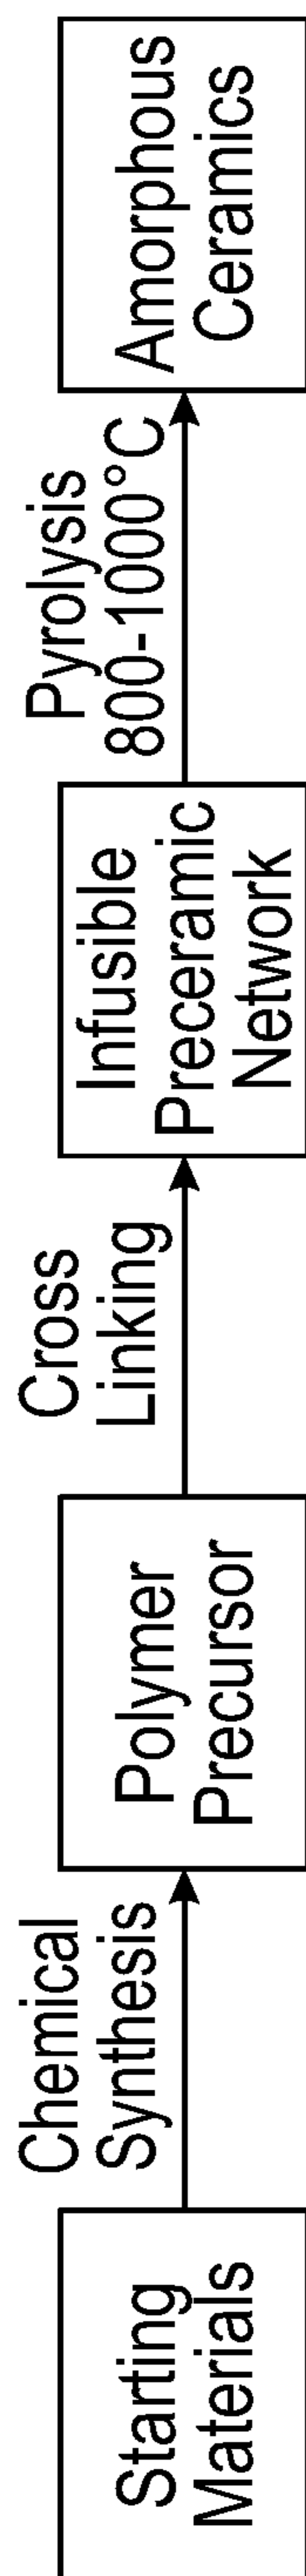 Starting
Materials
Chemical
Synthesis
Polymer
Precursor
Cross
Linking
Infusible
Preceramic
Network
Pyrolysis
800-1000°C
Amorphous
Ceramics